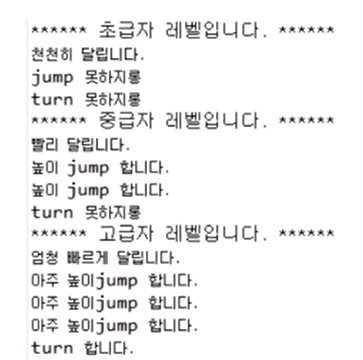 ****** 초급자 레벨입니다. ******
천천히 달립니다.
jump 못하지롱
turn 못하지롱
****** 중급자 레벨입니다. ******
빨리 달립니다.
높이 jump 합니다.
높이 jump 합니다.
turn 못하지롱
****** 고급자 레벨입니다. ******
엄청 빠르게 달립니다.
아주 높이jump 합니다.
아주 높이jump 합니다.
아주 높이jump 합니다.
turn 합니다.